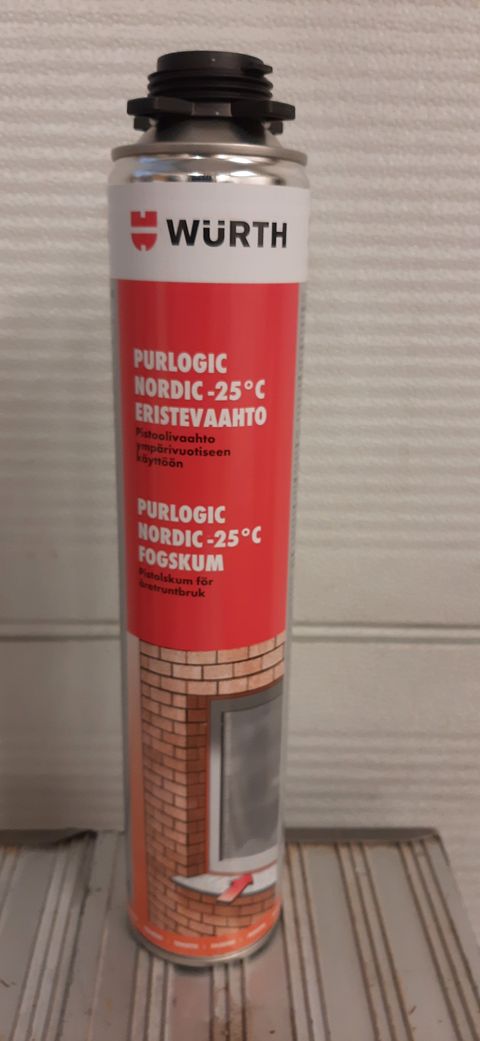 WÜRTH
PURLOGIC
NORDIC -25°C
ERISTEVAAHTO
Pistoolivaahto
ympärivuotiseen
käyttöön
PURLOGIC
NORDIC -25°C
FOGSKUM
Pistolskum för
åretruntbruk